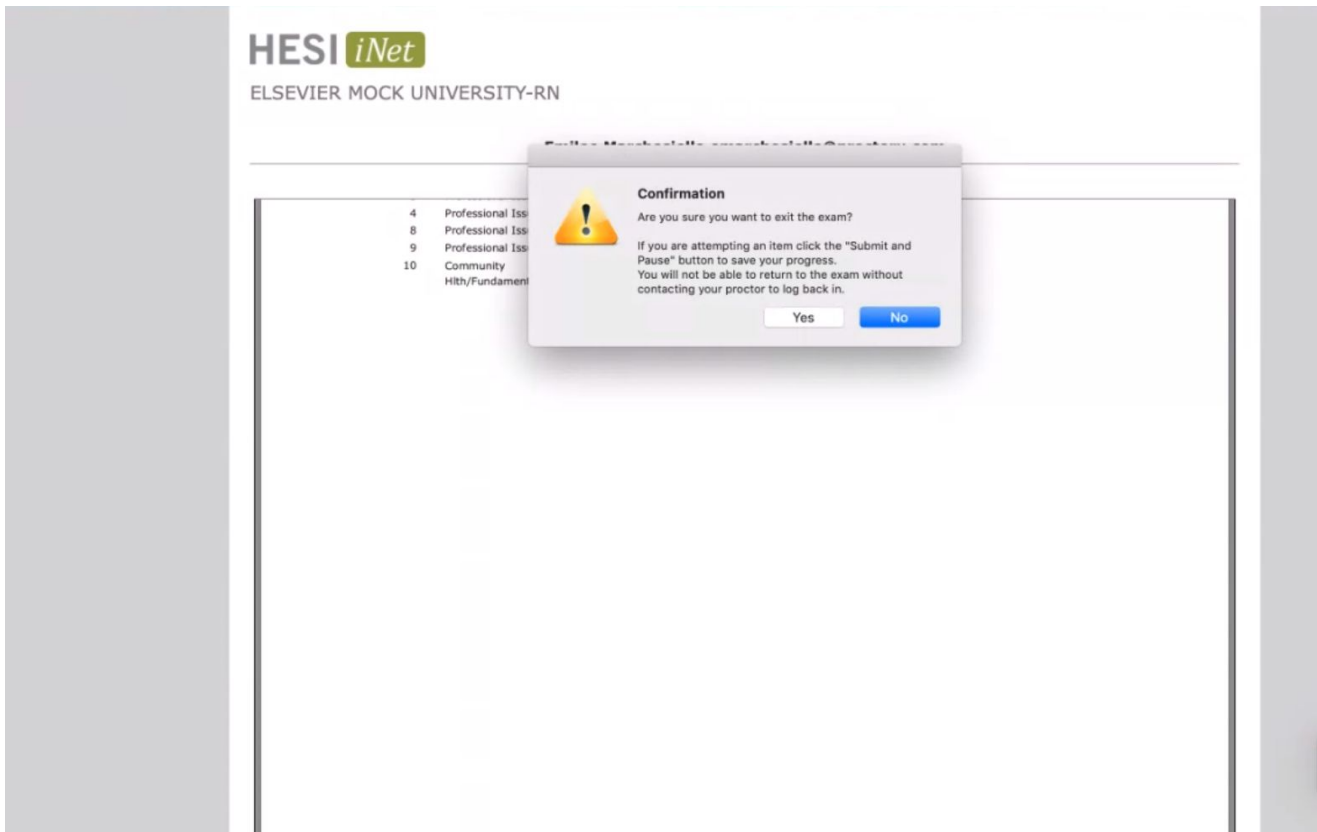 HESI iNet
ELSEVIER MOCK UNIVERSITY-RN
Confirmation
Are you sure you want to exit the exam?
If you are attempting an item click the "Submit and
Pause" button to save your progress.
You will not be able to return to the exam without
contacting your proctor to log back in.
Yes No
4 Professional Iss
8 Professional Iss
9 Professional Iss
10 Community
Hlth/Fundament